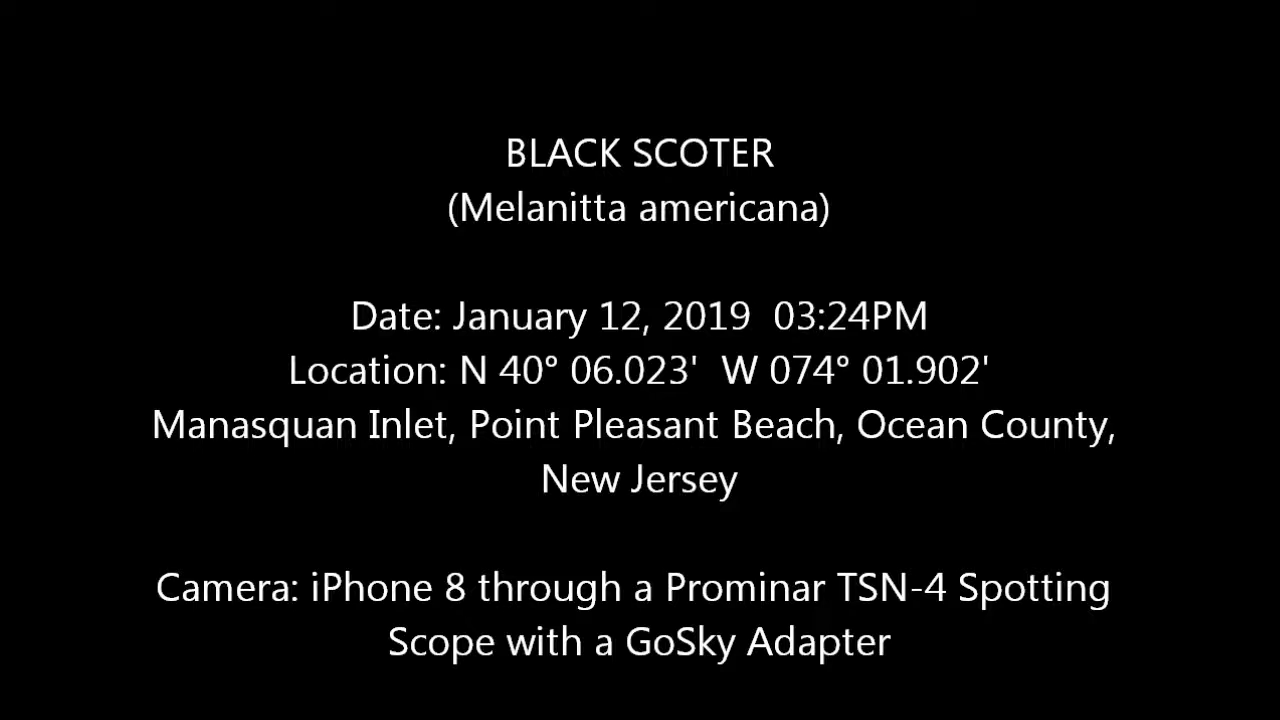 BLACK SCOTER
(Melanitta americana)
Date: January 12, 2019  03:24PM
Location: N 40° 06.023'  W 074° 01.902'
Manasquan Inlet, Point Pleasant Beach, Ocean County,
New Jersey
Camera: iPhone 8 through a Prominar TSN-4 Spotting
Scope with a GoSky Adapter